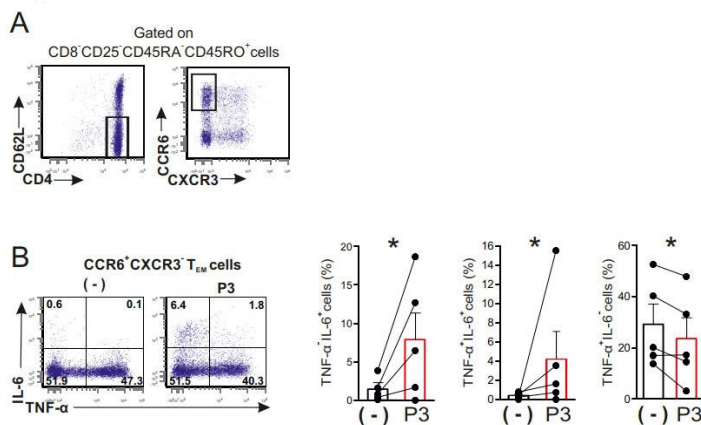 A
Gated on
CD8-CD25-CD45RA-CD45RO+cells
CD62L
CD4
CCR6
CXCR3
B
CCR6+CXCR3- TEM cells
(-)
P3
0.6
0.1
6.4
1.8
51.9
47.3
51.5
40.3
IL-6
TNF-α
*
TNF-α- IL-6+cells (%)
20
15
10
5
0
(-)
P3
*
TNF-α+IL-6+cells (%)
16
14
12
10
8
6
4
2
0
(-)
P3
*
TNF-α+IL-6-cells (%)
60
40
20
0
(-)
P3